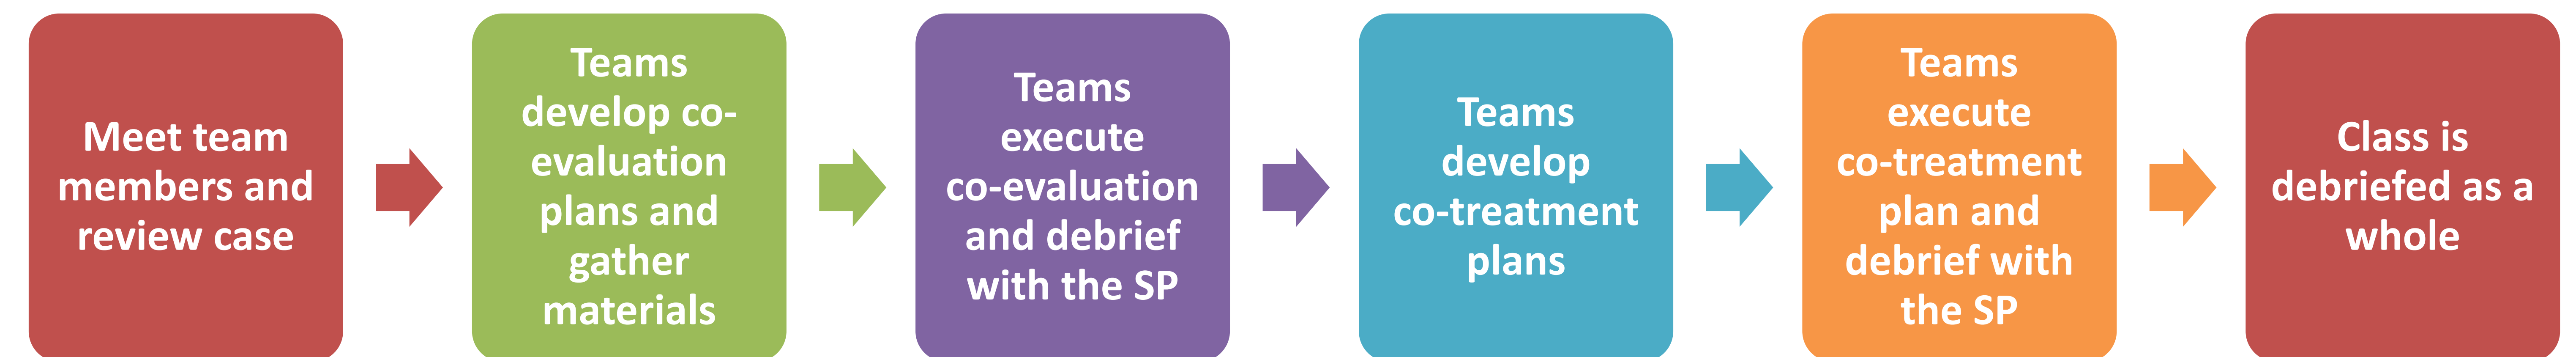 Meet team
members and
review case
Teams
develop co-
evaluation
plans and
gather
materials
Teams
execute
co-evaluation
and debrief
with the SP
Teams
develop
co-treatment
plans
Teams
execute
co-treatment
plan and
debrief with
the SP
Class is
debriefed as a
whole